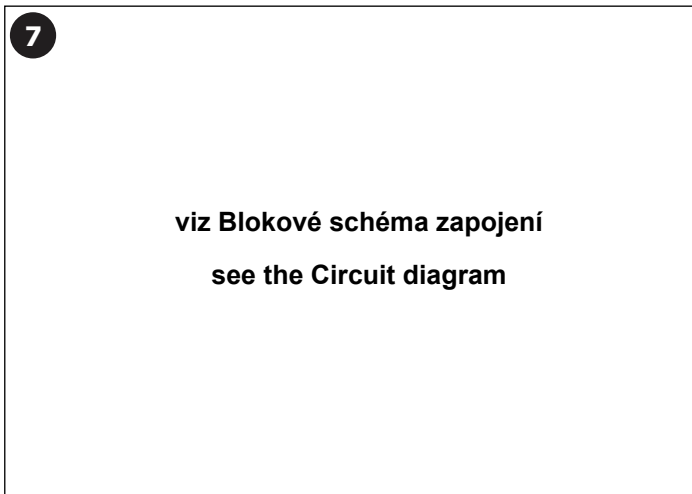 7
viz Blokové schéma zapojení
see the Circuit diagram